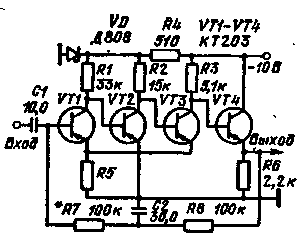 VD R4 VT1-VT4
Д808 510 КТ203
R1 R2 R3 -10В
33к 15к 5,1к
C1
10,0 VT1 VT2 VT3 VT4
Вход Выход
R5 R6
C2 2,2к
*R7 100к 30,0 R8 100к